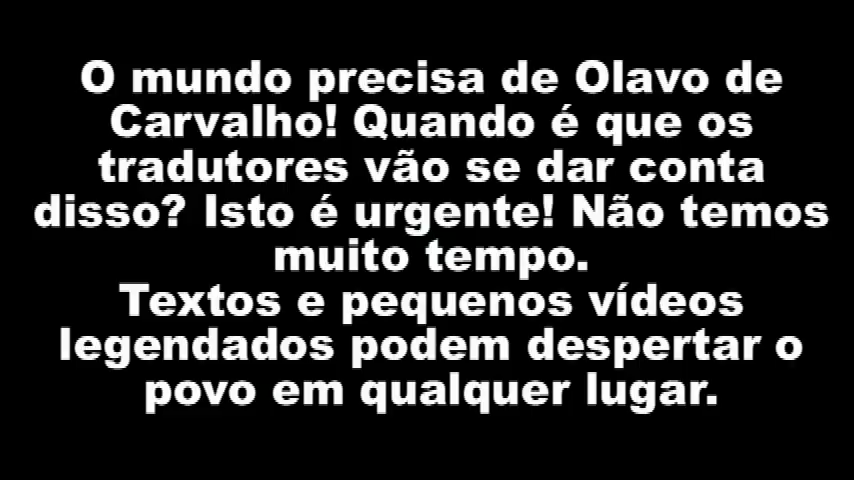 O mundo precisa de Olavo de
Carvalho! Quando é que os
tradutores vão se dar conta
disso? Isto é urgente! Não temos
muito tempo.
Textos e pequenos vídeos
legendados podem despertar o
povo em qualquer lugar.